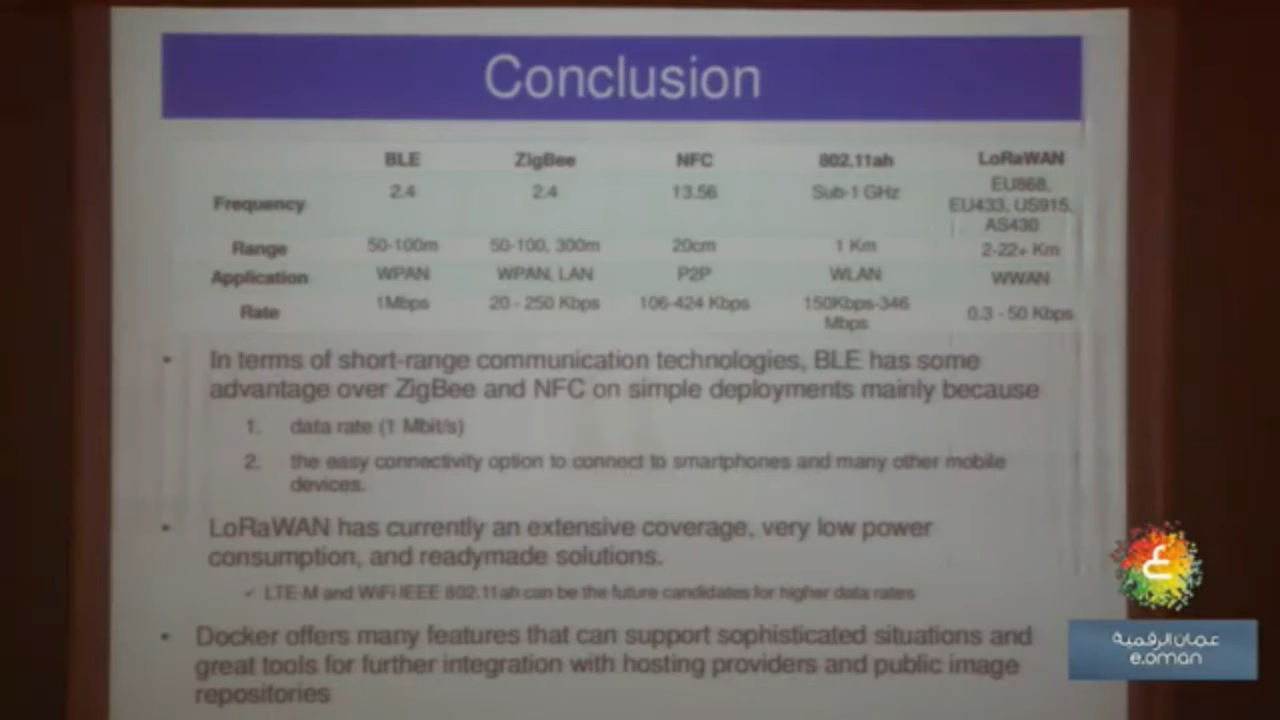 Conclusion
BLE ZigBee NFC 802.11ah LoRaWAN
Frequency 2.4 2.4 13.56 Sub-1 GHz EU868, EU433, US915, AS430
Range 50-100m 50-100, 300m 20cm 1 Km 2-22+ Km
Application WPAN WPAN, LAN P2P WLAN WWAN
Rate 1Mbps 20 - 250 Kbps 106-424 Kbps 150Kbps-346 Mbps 0.3 - 50 Kbps
• In terms of short-range communication technologies, BLE has some
advantage over ZigBee and NFC on simple deployments mainly because
1. data rate (1 Mbit/s)
2. the easy connectivity option to connect to smartphones and many other mobile
devices.
• LoRaWAN has currently an extensive coverage, very low power
consumption, and readymade solutions.
✓ LTE-M and WiFi IEEE 802.11ah can be the future candidates for higher data rates
• Docker offers many features that can support sophisticated situations and
great tools for further integration with hosting providers and public image
repositories
ع
عمان الرقمية
e.oman